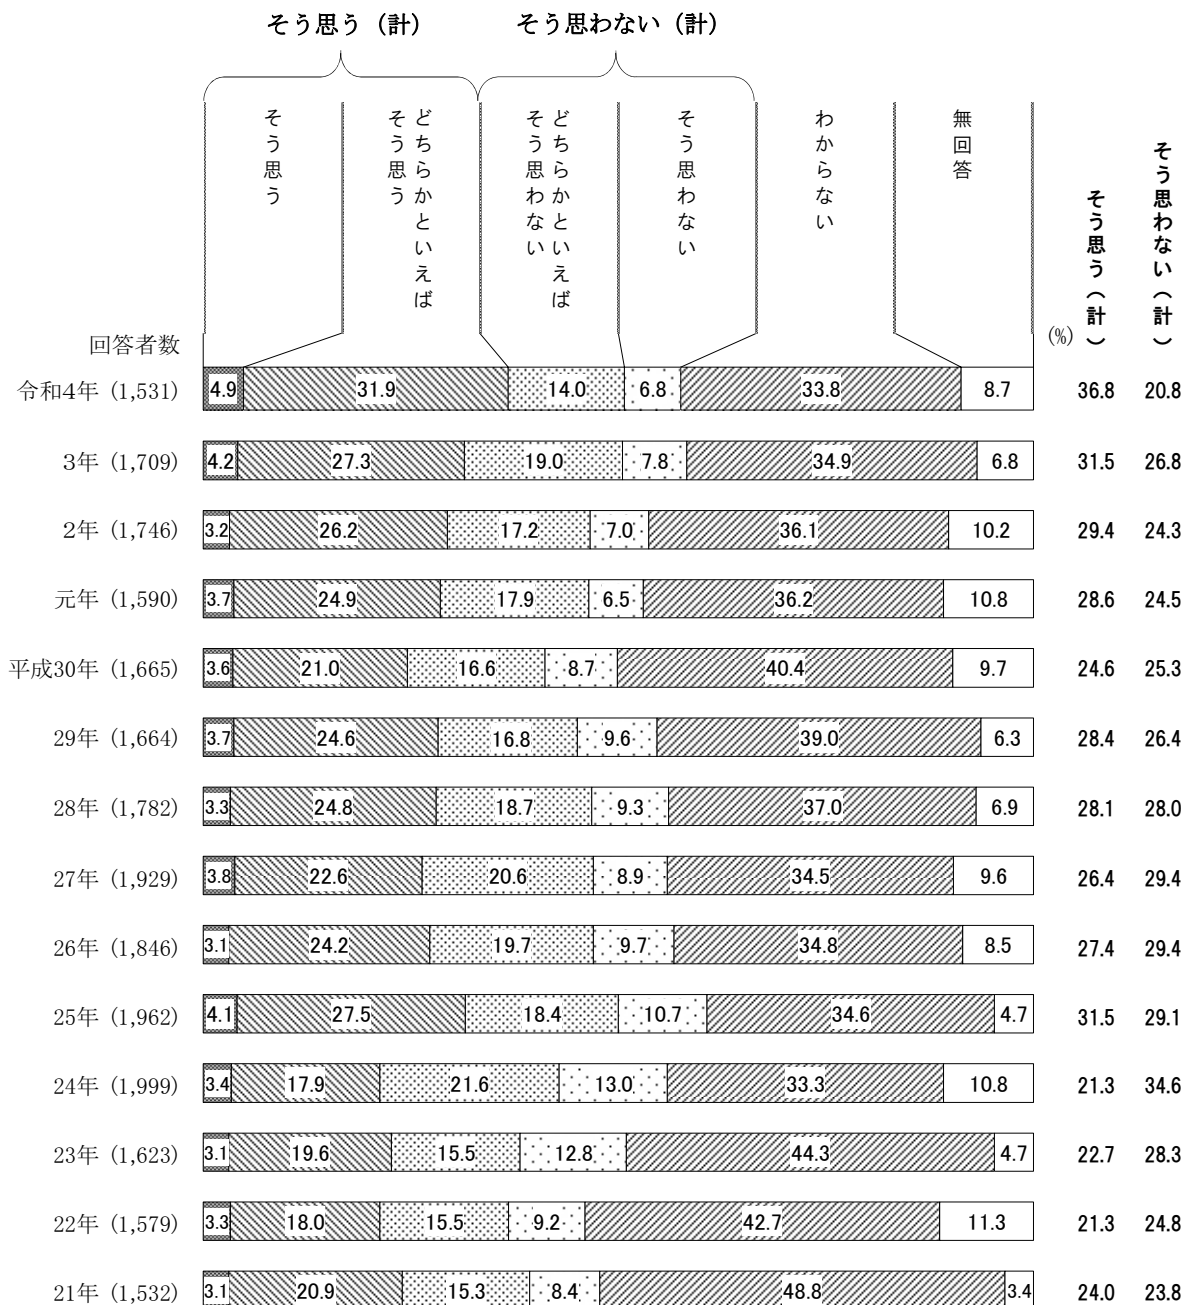 そう思う（計） そう思わない（計）
そう思う
どちらかといえば
そう思う
どちらかといえば
そう思わない
そう思わない
わからない
無回答
そう思う（計）
そう思わない（計）
回答者数
(%)
令和4年 (1,531) 4.9 31.9 14.0 6.8 33.8 8.7 36.8 20.8
3年 (1,709) 4.2 27.3 19.0 7.8 34.9 6.8 31.5 26.8
2年 (1,746) 3.2 26.2 17.2 7.0 36.1 10.2 29.4 24.3
元年 (1,590) 3.7 24.9 17.9 6.5 36.2 10.8 28.6 24.5
平成30年 (1,665) 3.6 21.0 16.6 8.7 40.4 9.7 24.6 25.3
29年 (1,664) 3.7 24.6 16.8 9.6 39.0 6.3 28.4 26.4
28年 (1,782) 3.3 24.8 18.7 9.3 37.0 6.9 28.1 28.0
27年 (1,929) 3.8 22.6 20.6 8.9 34.5 9.6 26.4 29.4
26年 (1,846) 3.1 24.2 19.7 9.7 34.8 8.5 27.4 29.4
25年 (1,962) 4.1 27.5 18.4 10.7 34.6 4.7 31.5 29.1
24年 (1,999) 3.4 17.9 21.6 13.0 33.3 10.8 21.3 34.6
23年 (1,623) 3.1 19.6 15.5 12.8 44.3 4.7 22.7 28.3
22年 (1,579) 3.3 18.0 15.5 9.2 42.7 11.3 21.3 24.8
21年 (1,532) 3.1 20.9 15.3 8.4 48.8 3.4 24.0 23.8